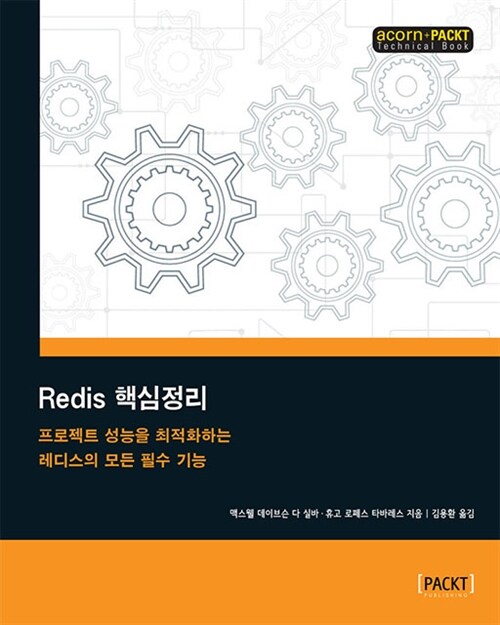 acorn+PACKT
Technical Book
Redis 핵심정리
프로젝트 성능을 최적화하는
레디스의 모든 필수 기능
맥스웰 데이브슨 다 실바 · 휴고 로페스 타바레스 지음 | 김용환 옮김
[PACKT]
PUBLISHING